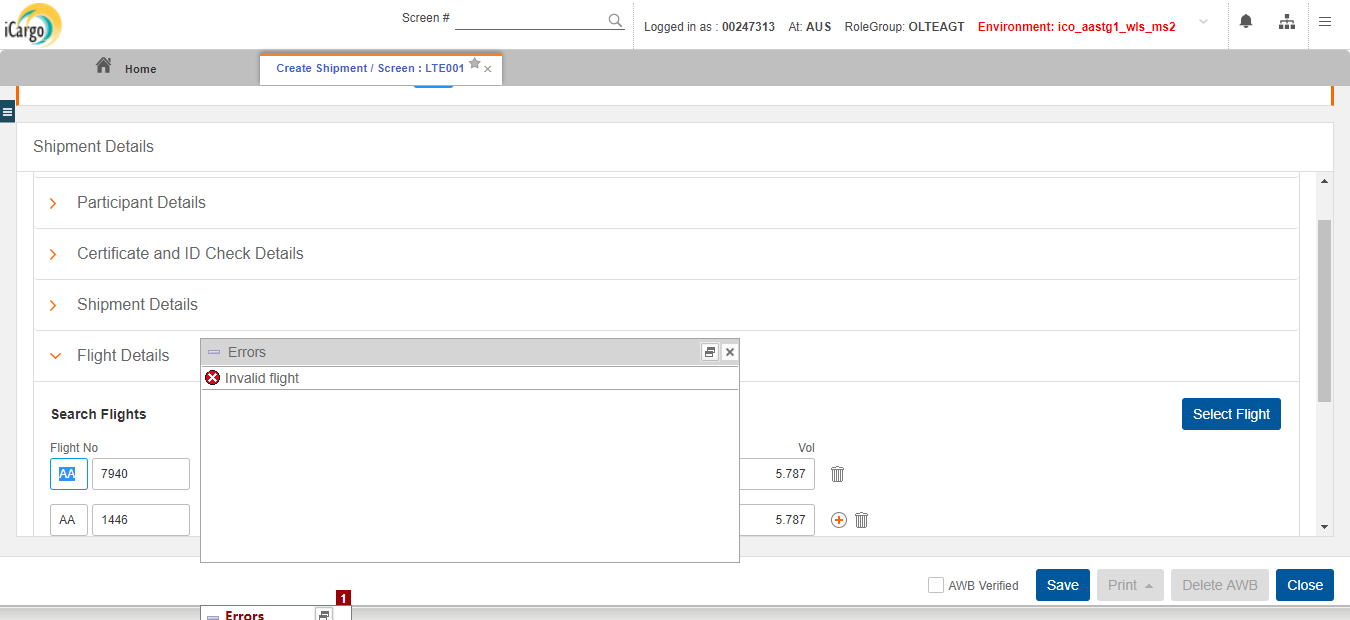 iCargo
Screen #
Logged in as : 00247313 At: AUS RoleGroup: OLTEAGT Environment: ico_aastg1_wls_ms2
Home
Create Shipment / Screen : LTE001
Shipment Details
Participant Details
Certificate and ID Check Details
Shipment Details
Flight Details
Errors
Invalid flight
Search Flights
Select Flight
Flight No
Vol
AA 7940 5.787
AA 1446 5.787
AWB Verified
Save
Print
Delete AWB
Close
1
Errors